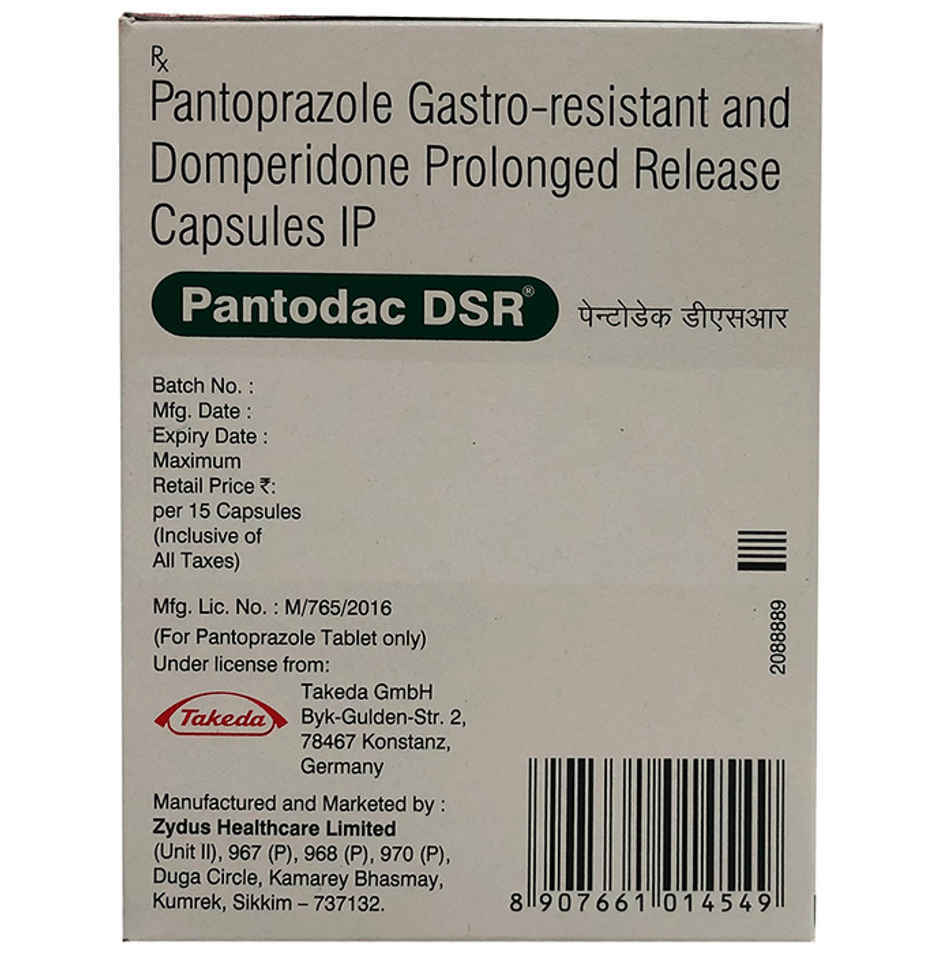 Rx
Pantoprazole Gastro-resistant and
Domperidone Prolonged Release
Capsules IP
Pantodac DSR®
पेन्टोडेक डीएसआर
Batch No. :
Mfg. Date :
Expiry Date :
Maximum
Retail Price ₹:
per 15 Capsules
(Inclusive of
All Taxes)
2088889
Mfg. Lic. No. : M/765/2016
(For Pantoprazole Tablet only)
Under license from:
Takeda
Takeda GmbH
Byk-Gulden-Str. 2,
78467 Konstanz,
Germany
Manufactured and Marketed by :
Zydus Healthcare Limited
(Unit II), 967 (P), 968 (P), 970 (P),
Duga Circle, Kamarey Bhasmay,
Kumrek, Sikkim – 737132.
8 907661 014549